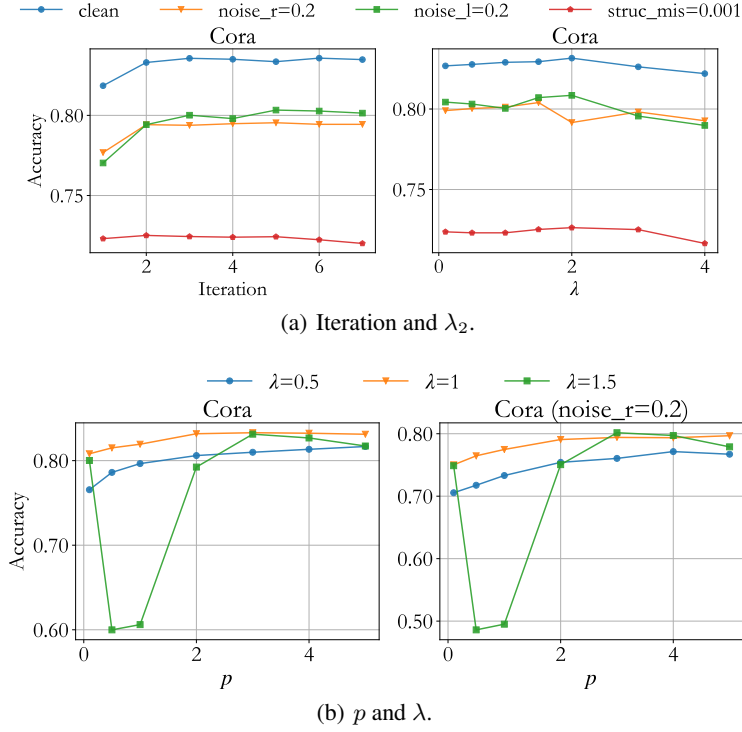 clean noise_r=0.2 noise_l=0.2 struc_mis=0.001
Cora Cora
Accuracy
0.80 0.80
0.75 0.75
2 4 6 0 1 2 3 4
Iteration λ
(a) Iteration and λ₂.
λ=0.5 λ=1 λ=1.5
Cora Cora (noise_r=0.2)
Accuracy
0.80 0.80
0.70
0.70 0.60
0.60 0.50
0 2 4 0 2 4
p p
(b) p and λ.